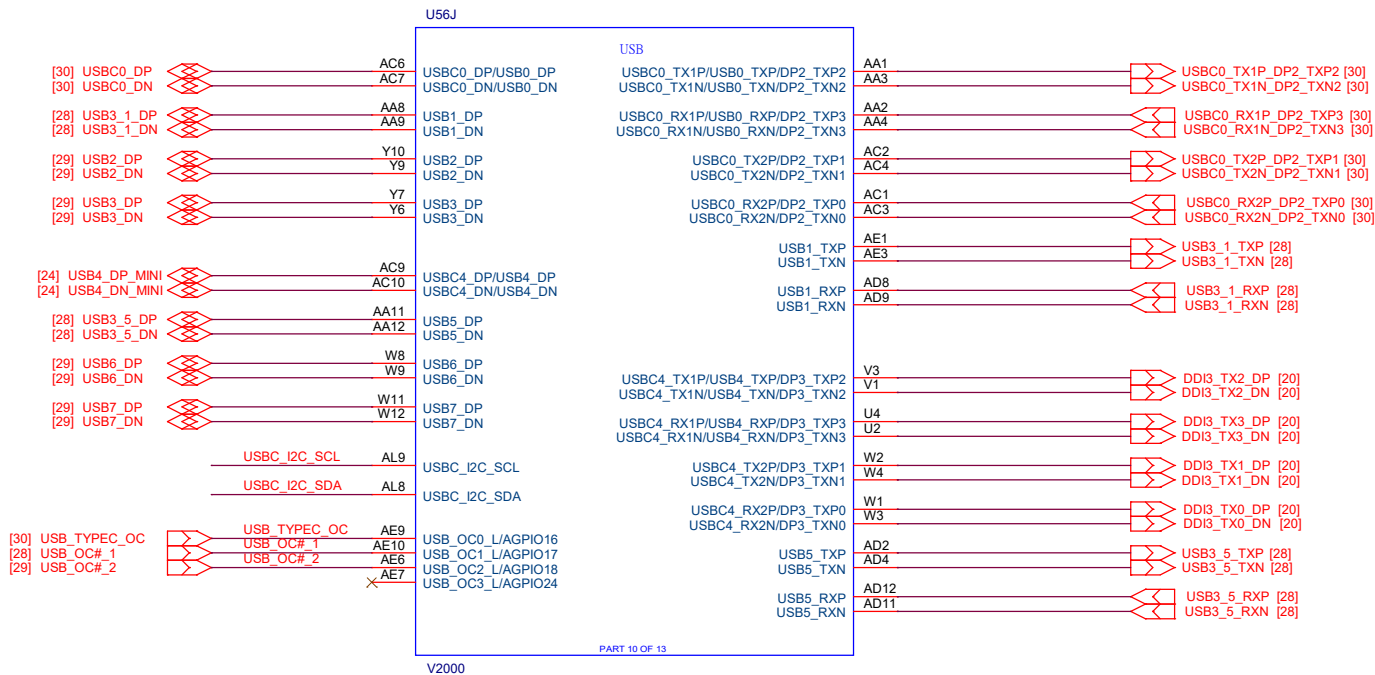 U56J
USB
[30] USBC0_DP AC6 USBC0_DP/USB0_DP USBC0_TX1P/USB0_TXP/DP2_TXP2 AA1 USBC0_TX1P_DP2_TXP2 [30]
[30] USBC0_DN AC7 USBC0_DN/USB0_DN USBC0_TX1N/USB0_TXN/DP2_TXN2 AA3 USBC0_TX1N_DP2_TXN2 [30]
[28] USB3_1_DP AA8 USB1_DP USBC0_RX1P/USB0_RXP/DP2_TXP3 AA2 USBC0_RX1P_DP2_TXP3 [30]
[28] USB3_1_DN AA9 USB1_DN USBC0_RX1N/USB0_RXN/DP2_TXN3 AA4 USBC0_RX1N_DP2_TXN3 [30]
[29] USB2_DP Y10 USB2_DP USBC0_TX2P/DP2_TXP1 AC2 USBC0_TX2P_DP2_TXP1 [30]
[29] USB2_DN Y9 USB2_DN USBC0_TX2N/DP2_TXN1 AC4 USBC0_TX2N_DP2_TXN1 [30]
[29] USB3_DP Y7 USB3_DP USBC0_RX2P/DP2_TXP0 AC1 USBC0_RX2P_DP2_TXP0 [30]
[29] USB3_DN Y6 USB3_DN USBC0_RX2N/DP2_TXN0 AC3 USBC0_RX2N_DP2_TXN0 [30]
USB1_TXP AE1 USB3_1_TXP [28]
USB1_TXN AE3 USB3_1_TXN [28]
[24] USB4_DP_MINI AC9 USBC4_DP/USB4_DP
[24] USB4_DN_MINI AC10 USBC4_DN/USB4_DN USB1_RXP AD8 USB3_1_RXP [28]
USB1_RXN AD9 USB3_1_RXN [28]
[28] USB3_5_DP AA11 USB5_DP
[28] USB3_5_DN AA12 USB5_DN
[29] USB6_DP W8 USB6_DP
[29] USB6_DN W9 USB6_DN USBC4_TX1P/USB4_TXP/DP3_TXP2 V3 DDI3_TX2_DP [20]
USBC4_TX1N/USB4_TXN/DP3_TXN2 V1 DDI3_TX2_DN [20]
[29] USB7_DP W11 USB7_DP
[29] USB7_DN W12 USB7_DN USBC4_RX1P/USB4_RXP/DP3_TXP3 U4 DDI3_TX3_DP [20]
USBC4_RX1N/USB4_RXN/DP3_TXN3 U2 DDI3_TX3_DN [20]
USBC_I2C_SCL AL9 USBC_I2C_SCL USBC4_TX2P/DP3_TXP1 W2 DDI3_TX1_DP [20]
USBC4_TX2N/DP3_TXN1 W4 DDI3_TX1_DN [20]
USBC_I2C_SDA AL8 USBC_I2C_SDA
USBC4_RX2P/DP3_TXP0 W1 DDI3_TX0_DP [20]
USBC4_RX2N/DP3_TXN0 W3 DDI3_TX0_DN [20]
[30] USB_TYPEC_OC USB_TYPEC_OC AE9 USB_OC0_L/AGPIO16
[28] USB_OC#_1 USB_OC#_1 AE10 USB_OC1_L/AGPIO17 USB5_TXP AD2 USB3_5_TXP [28]
[29] USB_OC#_2 USB_OC#_2 AE6 USB_OC2_L/AGPIO18 USB5_TXN AD4 USB3_5_TXN [28]
AE7 USB_OC3_L/AGPIO24
USB5_RXP AD12 USB3_5_RXP [28]
USB5_RXN AD11 USB3_5_RXN [28]
PART 10 OF 13
V2000